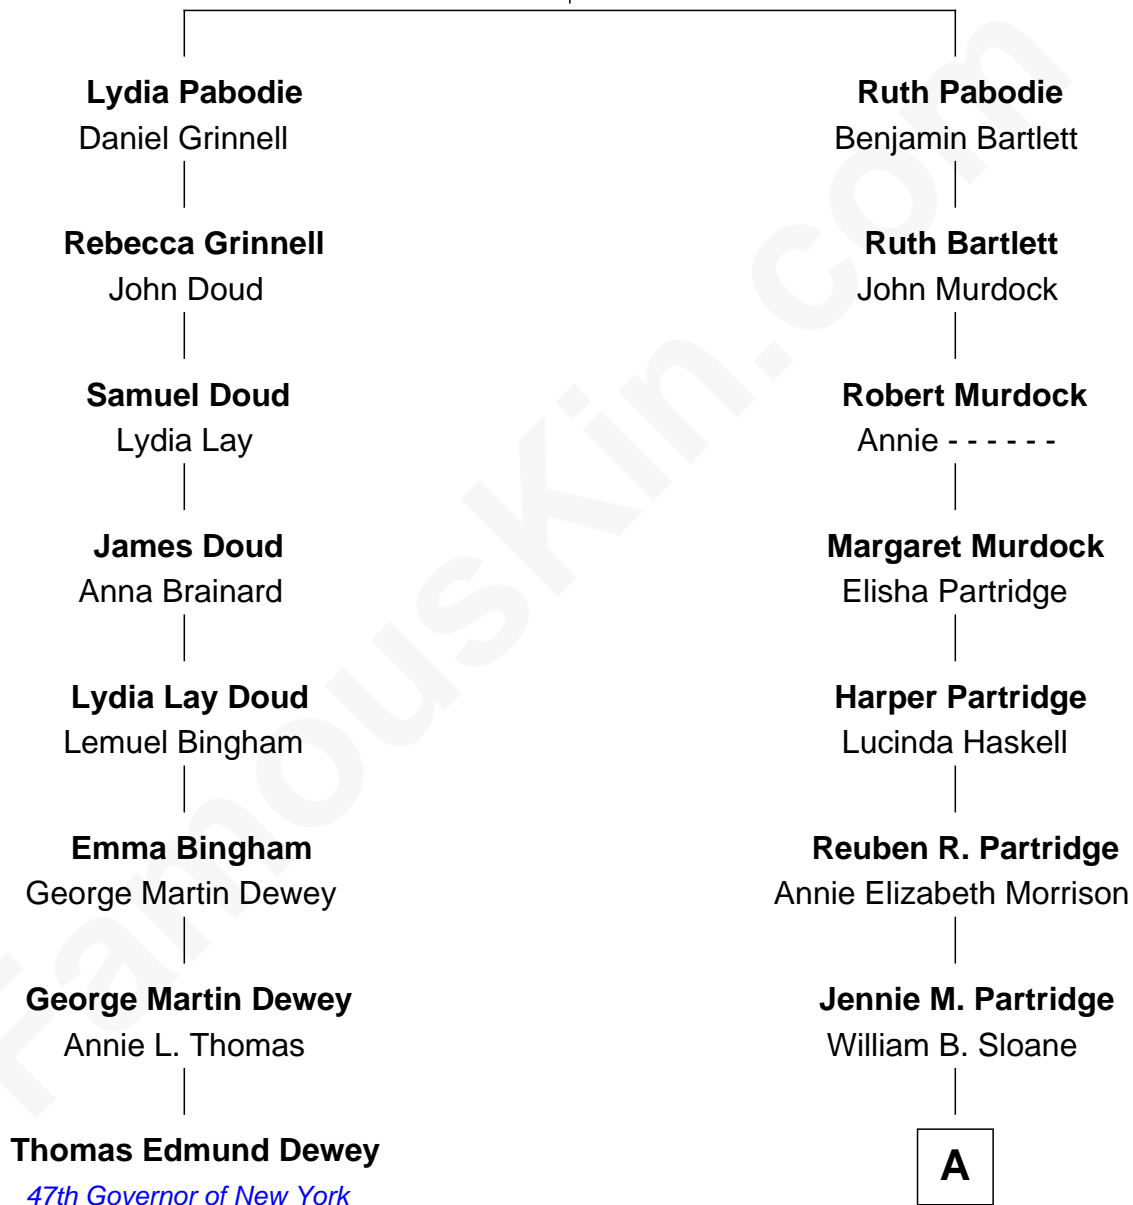 Lydia Pabodie
Daniel Grinnell
Rebecca Grinnell
John Doud
Samuel Doud
Lydia Lay
James Doud
Anna Brainard
Lydia Lay Doud
Lemuel Bingham
Emma Bingham
George Martin Dewey
George Martin Dewey
Annie L. Thomas
Thomas Edmund Dewey
47th Governor of New York
Ruth Pabodie
Benjamin Bartlett
Ruth Bartlett
John Murdock
Robert Murdock
Annie - - - - - -
Margaret Murdock
Elisha Partridge
Harper Partridge
Lucinda Haskell
Reuben R. Partridge
Annie Elizabeth Morrison
Jennie M. Partridge
William B. Sloane
A
FamousKin.com